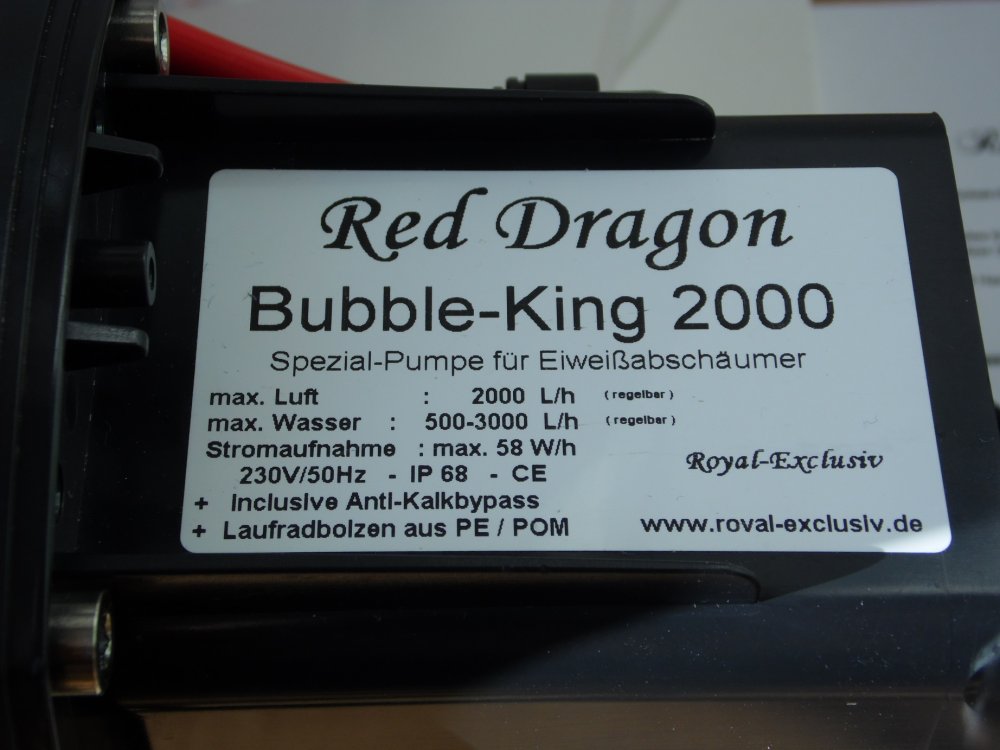 Red Dragon
Bubble-King 2000
Spezial-Pumpe für Eiweißabschäumer
max. Luft : 2000 L/h (regelbar)
max. Wasser : 500-3000 L/h (regelbar)
Stromaufnahme : max. 58 W/h
230V/50Hz - IP 68 - CE
Royal-Exclusiv
+ Inclusive Anti-Kalkbypass
+ Laufradbolzen aus PE / POM
www.royal-exclusiv.de